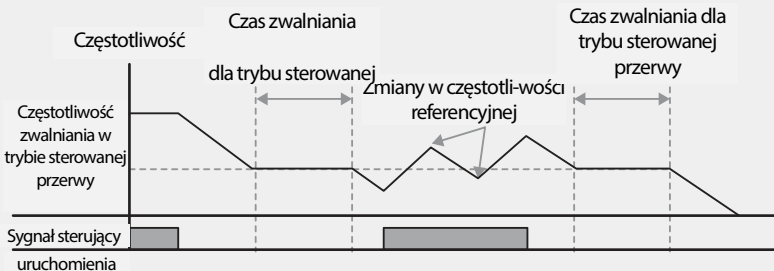 Częstotliwość
Czas zwalniania
dla trybu sterowanej
Czas zwalniania dla
trybu sterowanej
przerwy
Zmiany w częstotli-wości
referencyjnej
Częstotliwość
zwalniania w
trybie sterowanej
przerwy
Sygnał sterujący
uruchomienia